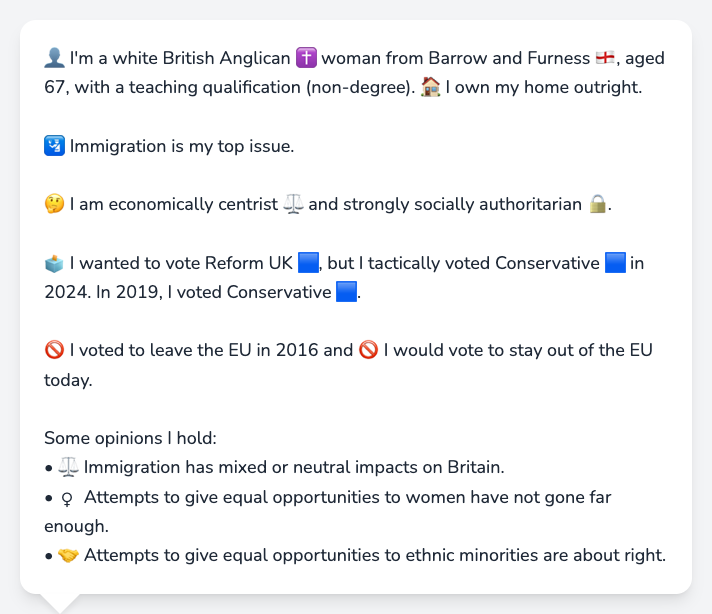 👤 I'm a white British Anglican ✝️ woman from Barrow and Furness 🏴󠁧󠁢󠁥󠁮󠁧󠁿, aged
67, with a teaching qualification (non-degree). 🏠 I own my home outright.
🛂 Immigration is my top issue.
🤔 I am economically centrist ⚖️ and strongly socially authoritarian 🔒.
🗳️ I wanted to vote Reform UK 🟦, but I tactically voted Conservative 🟦 in
2024. In 2019, I voted Conservative 🟦.
🚫 I voted to leave the EU in 2016 and 🚫 I would vote to stay out of the EU
today.
Some opinions I hold:
• ⚖️ Immigration has mixed or neutral impacts on Britain.
• ♀ Attempts to give equal opportunities to women have not gone far
enough.
• 🤝 Attempts to give equal opportunities to ethnic minorities are about right.